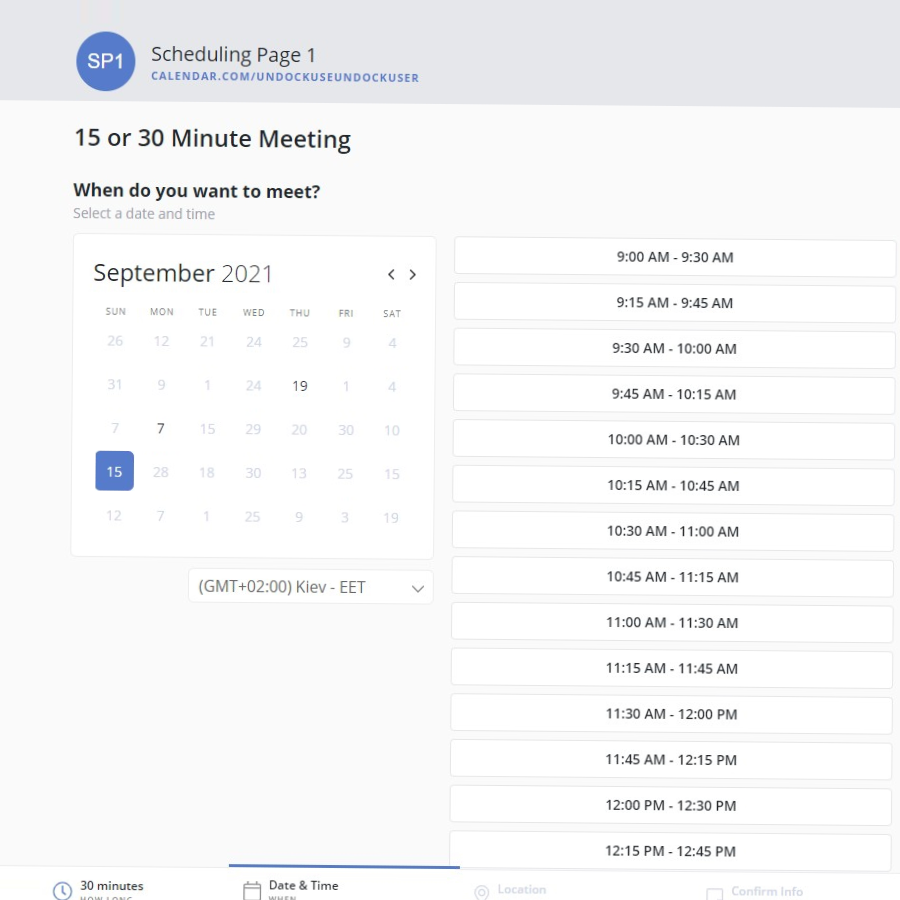 SP1
Scheduling Page 1
CALENDAR.COM/UNDOCKUSEUNDOCKUSER
15 or 30 Minute Meeting
When do you want to meet?
Select a date and time
September 2021
SUN MON TUE WED THU FRI SAT
26 12 21 24 25 9 4
31 9 1 24 19 1 4
7 7 15 29 20 30 10
15 28 18 30 13 25 15
12 7 1 25 9 3 19
(GMT+02:00) Kiev - EET
9:00 AM - 9:30 AM
9:15 AM - 9:45 AM
9:30 AM - 10:00 AM
9:45 AM - 10:15 AM
10:00 AM - 10:30 AM
10:15 AM - 10:45 AM
10:30 AM - 11:00 AM
10:45 AM - 11:15 AM
11:00 AM - 11:30 AM
11:15 AM - 11:45 AM
11:30 AM - 12:00 PM
11:45 AM - 12:15 PM
12:00 PM - 12:30 PM
12:15 PM - 12:45 PM
30 minutes
HOW LONG
Date & Time
WHEN
Location
Confirm Info